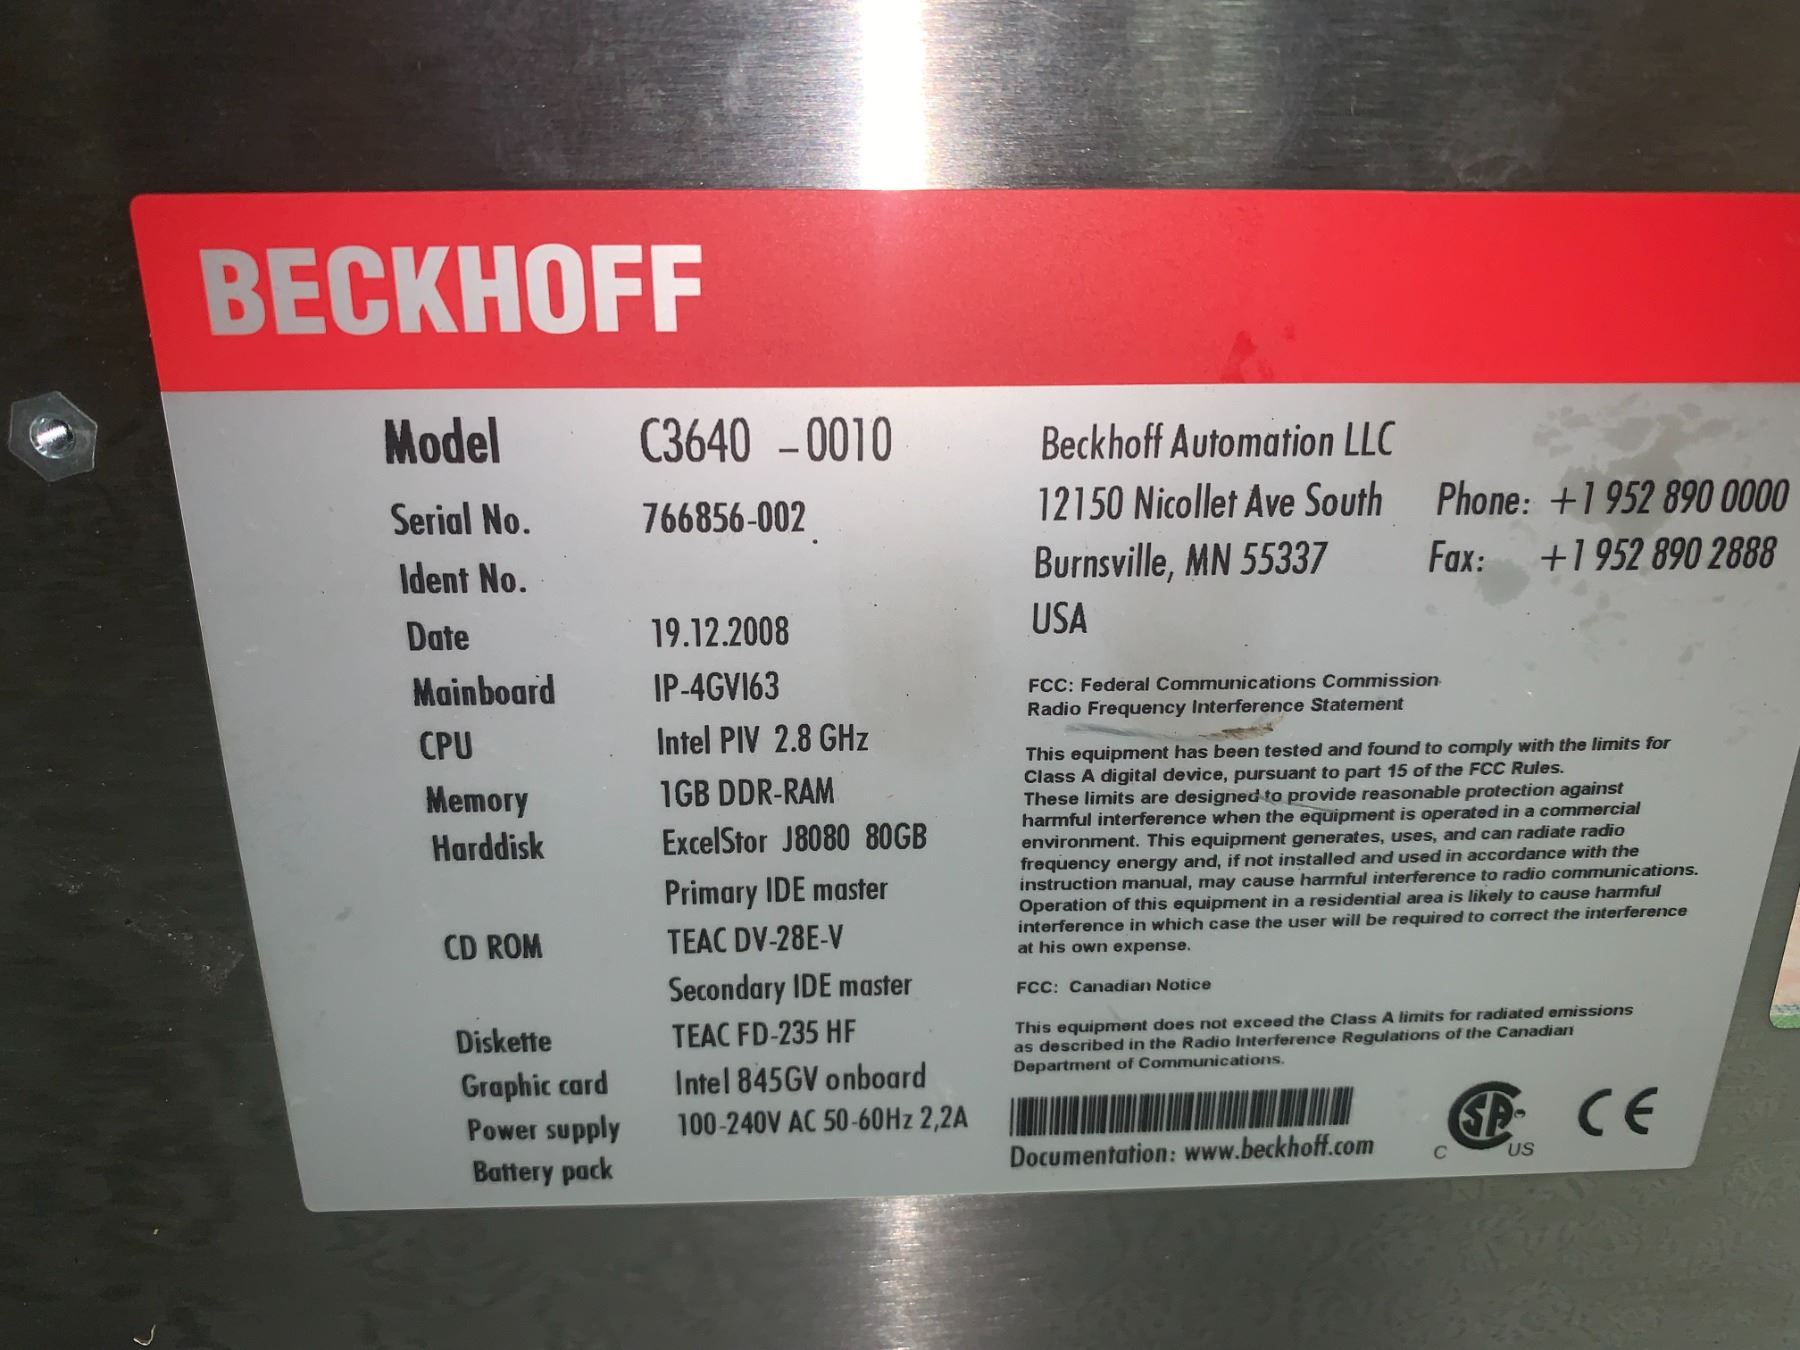 BECKHOFF
Model C3640 -0010
Serial No. 766856-002
Ident No.
Date 19.12.2008
Mainboard IP-4GVI63
CPU Intel PIV 2.8 GHz
Memory 1GB DDR-RAM
Harddisk ExcelStor J8080 80GB
Primary IDE master
CD ROM TEAC DV-28E-V
Secondary IDE master
Diskette TEAC FD-235 HF
Graphic card Intel 845GV onboard
Power supply 100-240V AC 50-60Hz 2,2A
Battery pack
Beckhoff Automation LLC
12150 Nicollet Ave South Phone: +1 952 890 0000
Burnsville, MN 55337 Fax: +1 952 890 2888
USA
FCC: Federal Communications Commission
Radio Frequency Interference Statement
This equipment has been tested and found to comply with the limits for
Class A digital device, pursuant to part 15 of the FCC Rules.
These limits are designed to provide reasonable protection against
harmful interference when the equipment is operated in a commercial
environment. This equipment generates, uses, and can radiate radio
frequency energy and, if not installed and used in accordance with the
instruction manual, may cause harmful interference to radio communications.
Operation of this equipment in a residential area is likely to cause harmful
interference in which case the user will be required to correct the interference
at his own expense.
FCC: Canadian Notice
This equipment does not exceed the Class A limits for radiated emissions
as described in the Radio Interference Regulations of the Canadian
Department of Communications.
Documentation: www.beckhoff.com
C SA US CE